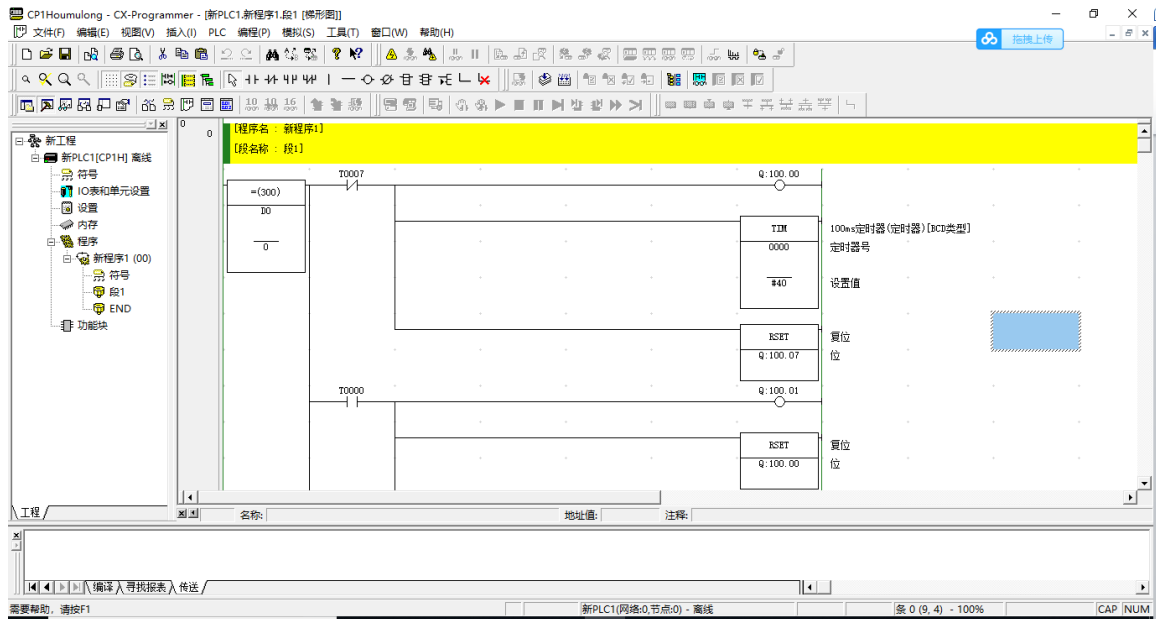 CP1Houmulong - CX-Programmer - [新PLC1.新程序1.段1 [梯形图]]
文件(F) 编辑(E) 视图(V) 插入(I) PLC 编程(P) 模拟(S) 工具(T) 窗口(W) 帮助(H)
拖拽上传
10 10 16
新工程
新PLC1[CP1H] 离线
符号
IO表和单元设置
设置
内存
程序
新程序1 (00)
符号
段1
END
功能块
工程
0
0
[程序名 : 新程序1]
[段名称 : 段1]
=(300)
D0
0
T0007
Q:100.00
TIM
100ms定时器(定时器)[BCD类型]
0000
定时器号
#40
设置值
RSET
复位
Q:100.07
位
T0000
Q:100.01
RSET
复位
Q:100.00
位
名称:
地址值:
注释:
编译 寻找报表 传送
需要帮助，请按F1
新PLC1(网络:0,节点:0) - 离线
条 0 (9, 4) - 100%
CAP NUM